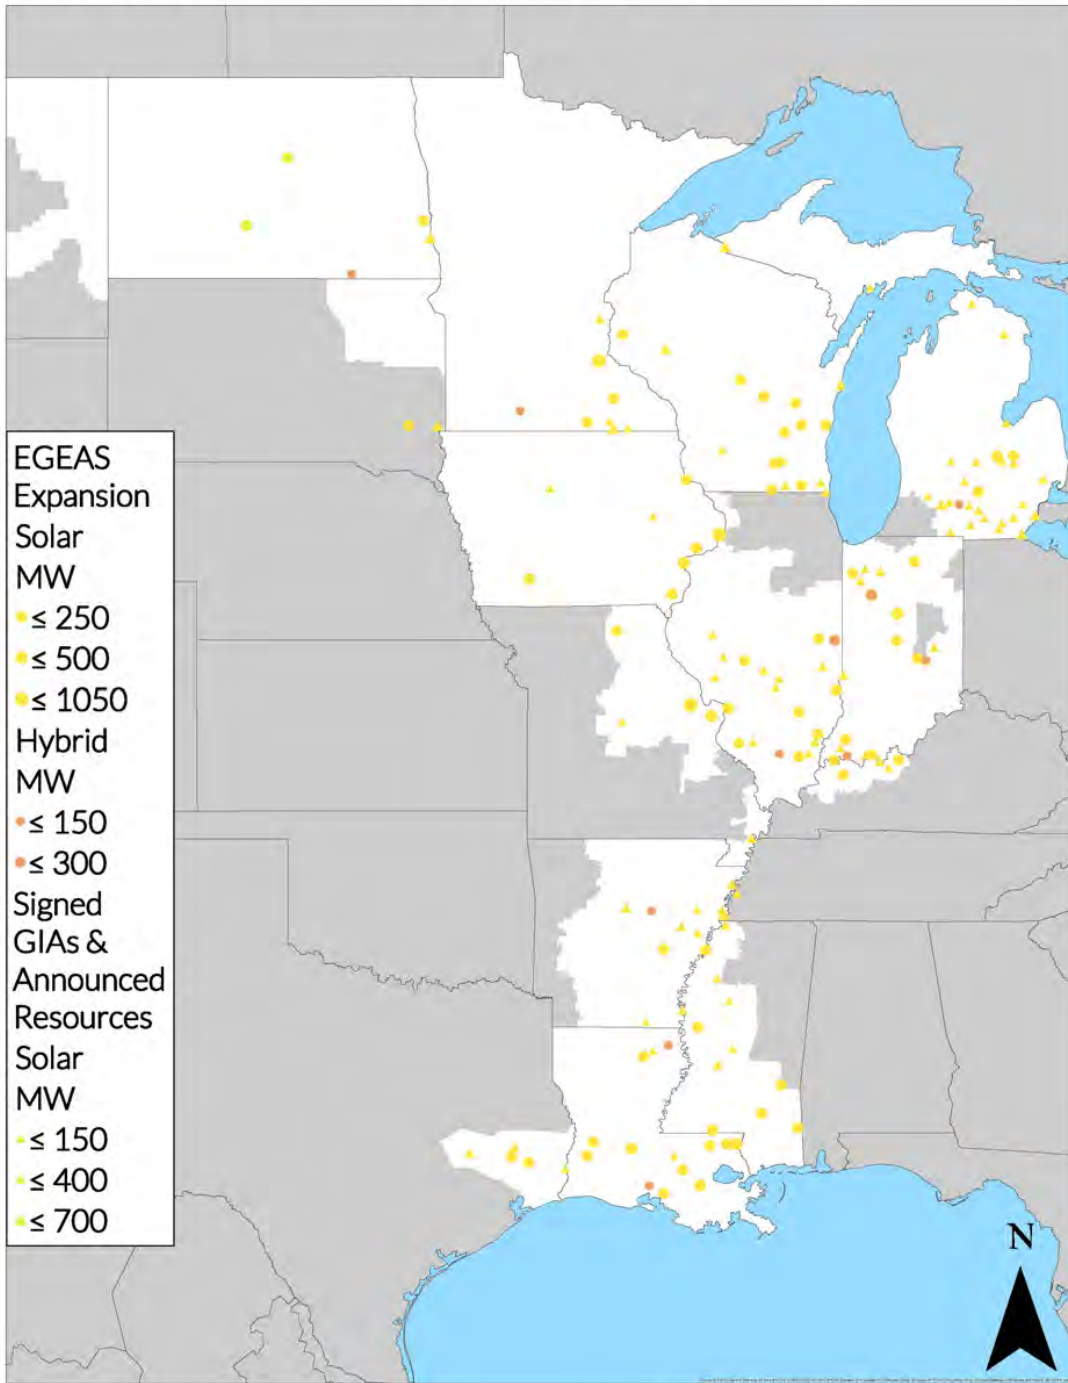 EGEAS
Expansion
Solar
MW
≤ 250
≤ 500
≤ 1050
Hybrid
MW
≤ 150
≤ 300
Signed
GIAs &
Announced
Resources
Solar
MW
≤ 150
≤ 400
≤ 700
N